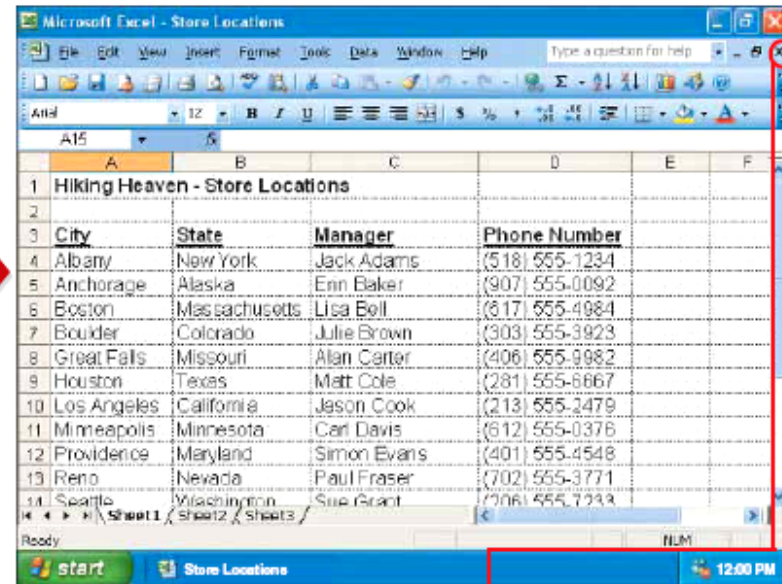 Microsoft Excel - Store Locations
File Edit View Insert Format Tools Data Window Help Type a question for help
Arial 12 B I U $ % ,
A15 fx
A B C D E F
1 Hiking Heaven - Store Locations
2
3 City State Manager Phone Number
4 Albany New York Jack Adams (518) 555-1234
5 Anchorage Alaska Erin Baker (907) 555-0092
6 Boston Massachusetts Lisa Bell (617) 555-4984
7 Boulder Colorado Julie Brown (303) 555-3923
8 Great Falls Missouri Alan Carter (406) 555-9982
9 Houston Texas Matt Cole (281) 555-6667
10 Los Angeles California Jason Cook (213) 555-2479
11 Minneapolis Minnesota Carl Davis (612) 555-0376
12 Providence Maryland Simon Evans (401) 555-4548
13 Reno Nevada Paul Fraser (702) 555-3771
14 Seattle Washington Sue Grant (206) 555-7233
Sheet1 Sheet2 Sheet3
Ready NUM
start Store Locations 12:00 PM